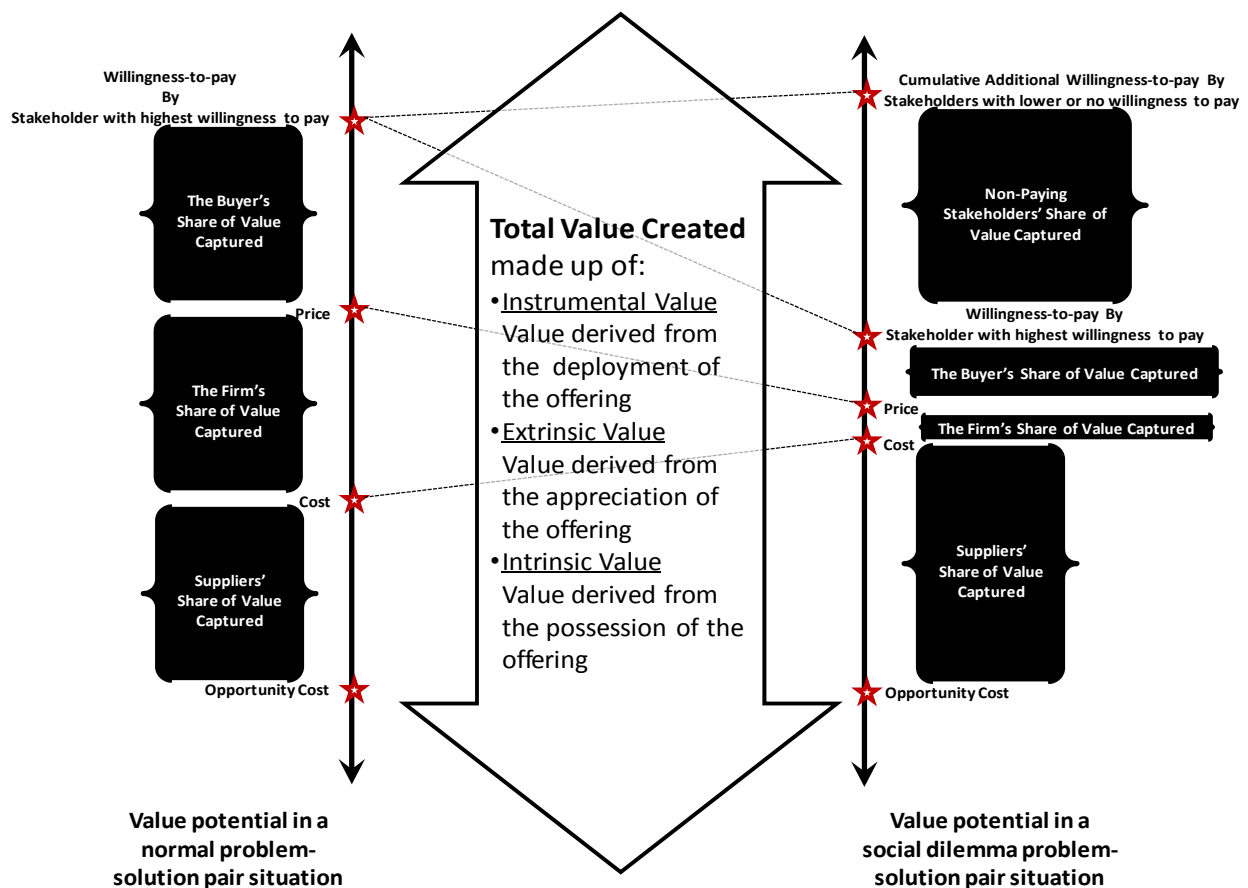 Willingness-to-pay
By
Stakeholder with highest willingness to pay
The Buyer's
Share of Value
Captured
Price
The Firm's
Share of Value
Captured
Cost
Suppliers'
Share of Value
Captured
Opportunity Cost
Value potential in a
normal problem-
solution pair situation
Total Value Created
made up of:
•Instrumental Value
Value derived from
the deployment of
the offering
•Extrinsic Value
Value derived from
the appreciation of
the offering
•Intrinsic Value
Value derived from
the possession of the
offering
Cumulative Additional Willingness-to-pay By
Stakeholders with lower or no willingness to pay
Non-Paying
Stakeholders' Share of
Value Captured
Willingness-to-pay By
Stakeholder with highest willingness to pay
The Buyer's Share of Value Captured
Price
The Firm's Share of Value Captured
Cost
Suppliers'
Share of Value
Captured
Opportunity Cost
Value potential in a
social dilemma problem-
solution pair situation